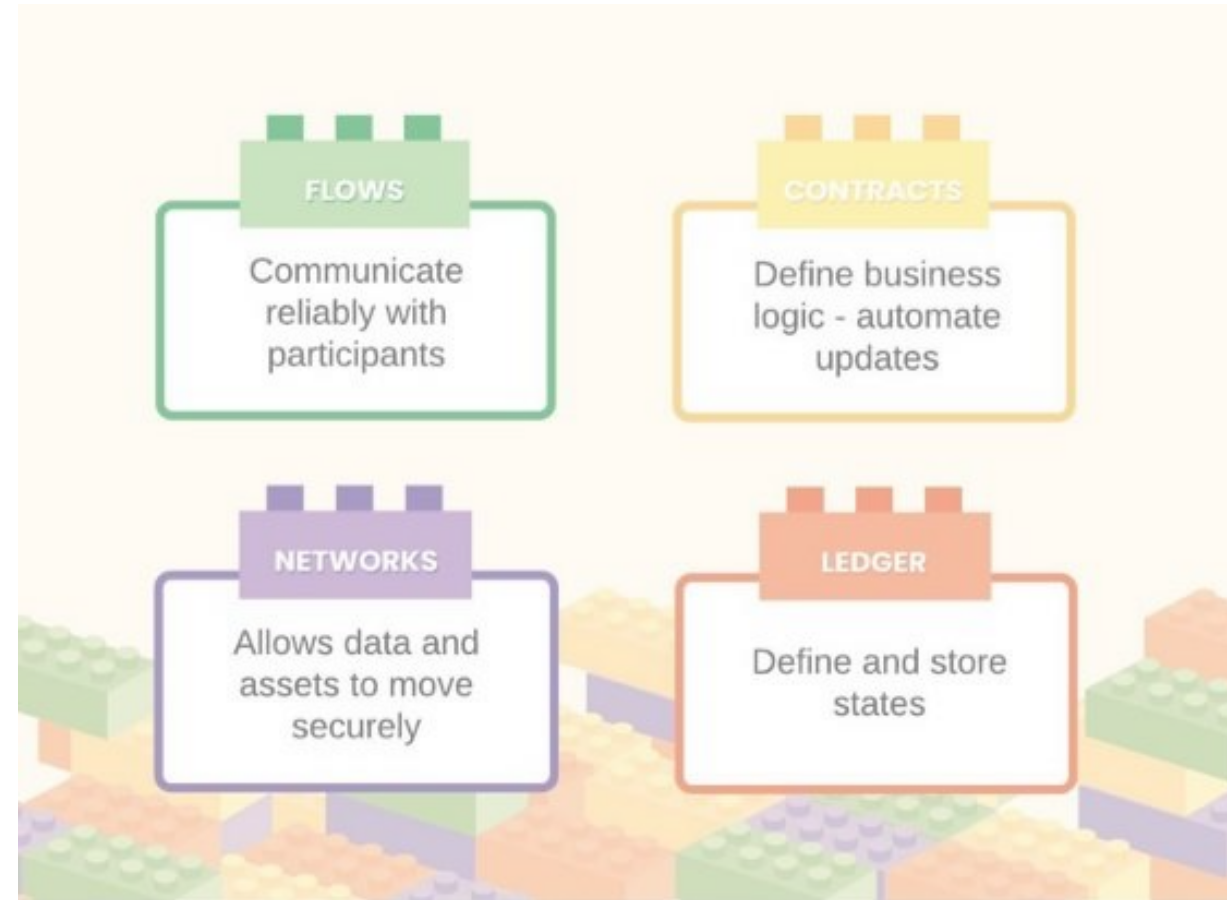 FLOWS
Communicate
reliably with
participants
CONTRACTS
Define business
logic - automate
updates
NETWORKS
Allows data and
assets to move
securely
LEDGER
Define and store
states